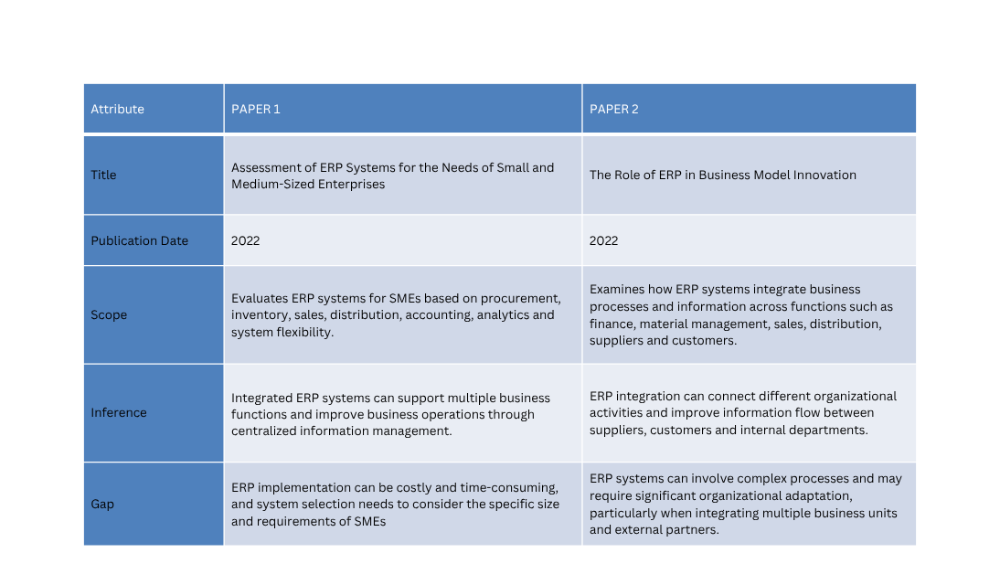 Attribute
PAPER 1
PAPER 2
Title
Assessment of ERP Systems for the Needs of Small and
Medium-Sized Enterprises
The Role of ERP in Business Model Innovation
Publication Date
2022
2022
Scope
Evaluates ERP systems for SMEs based on procurement,
inventory, sales, distribution, accounting, analytics and
system flexibility.
Examines how ERP systems integrate business
processes and information across functions such as
finance, material management, sales, distribution,
suppliers and customers.
Inference
Integrated ERP systems can support multiple business
functions and improve business operations through
centralized information management.
ERP integration can connect different organizational
activities and improve information flow between
suppliers, customers and internal departments.
Gap
ERP implementation can be costly and time-consuming,
and system selection needs to consider the specific size
and requirements of SMEs
ERP systems can involve complex processes and may
require significant organizational adaptation,
particularly when integrating multiple business units
and external partners.